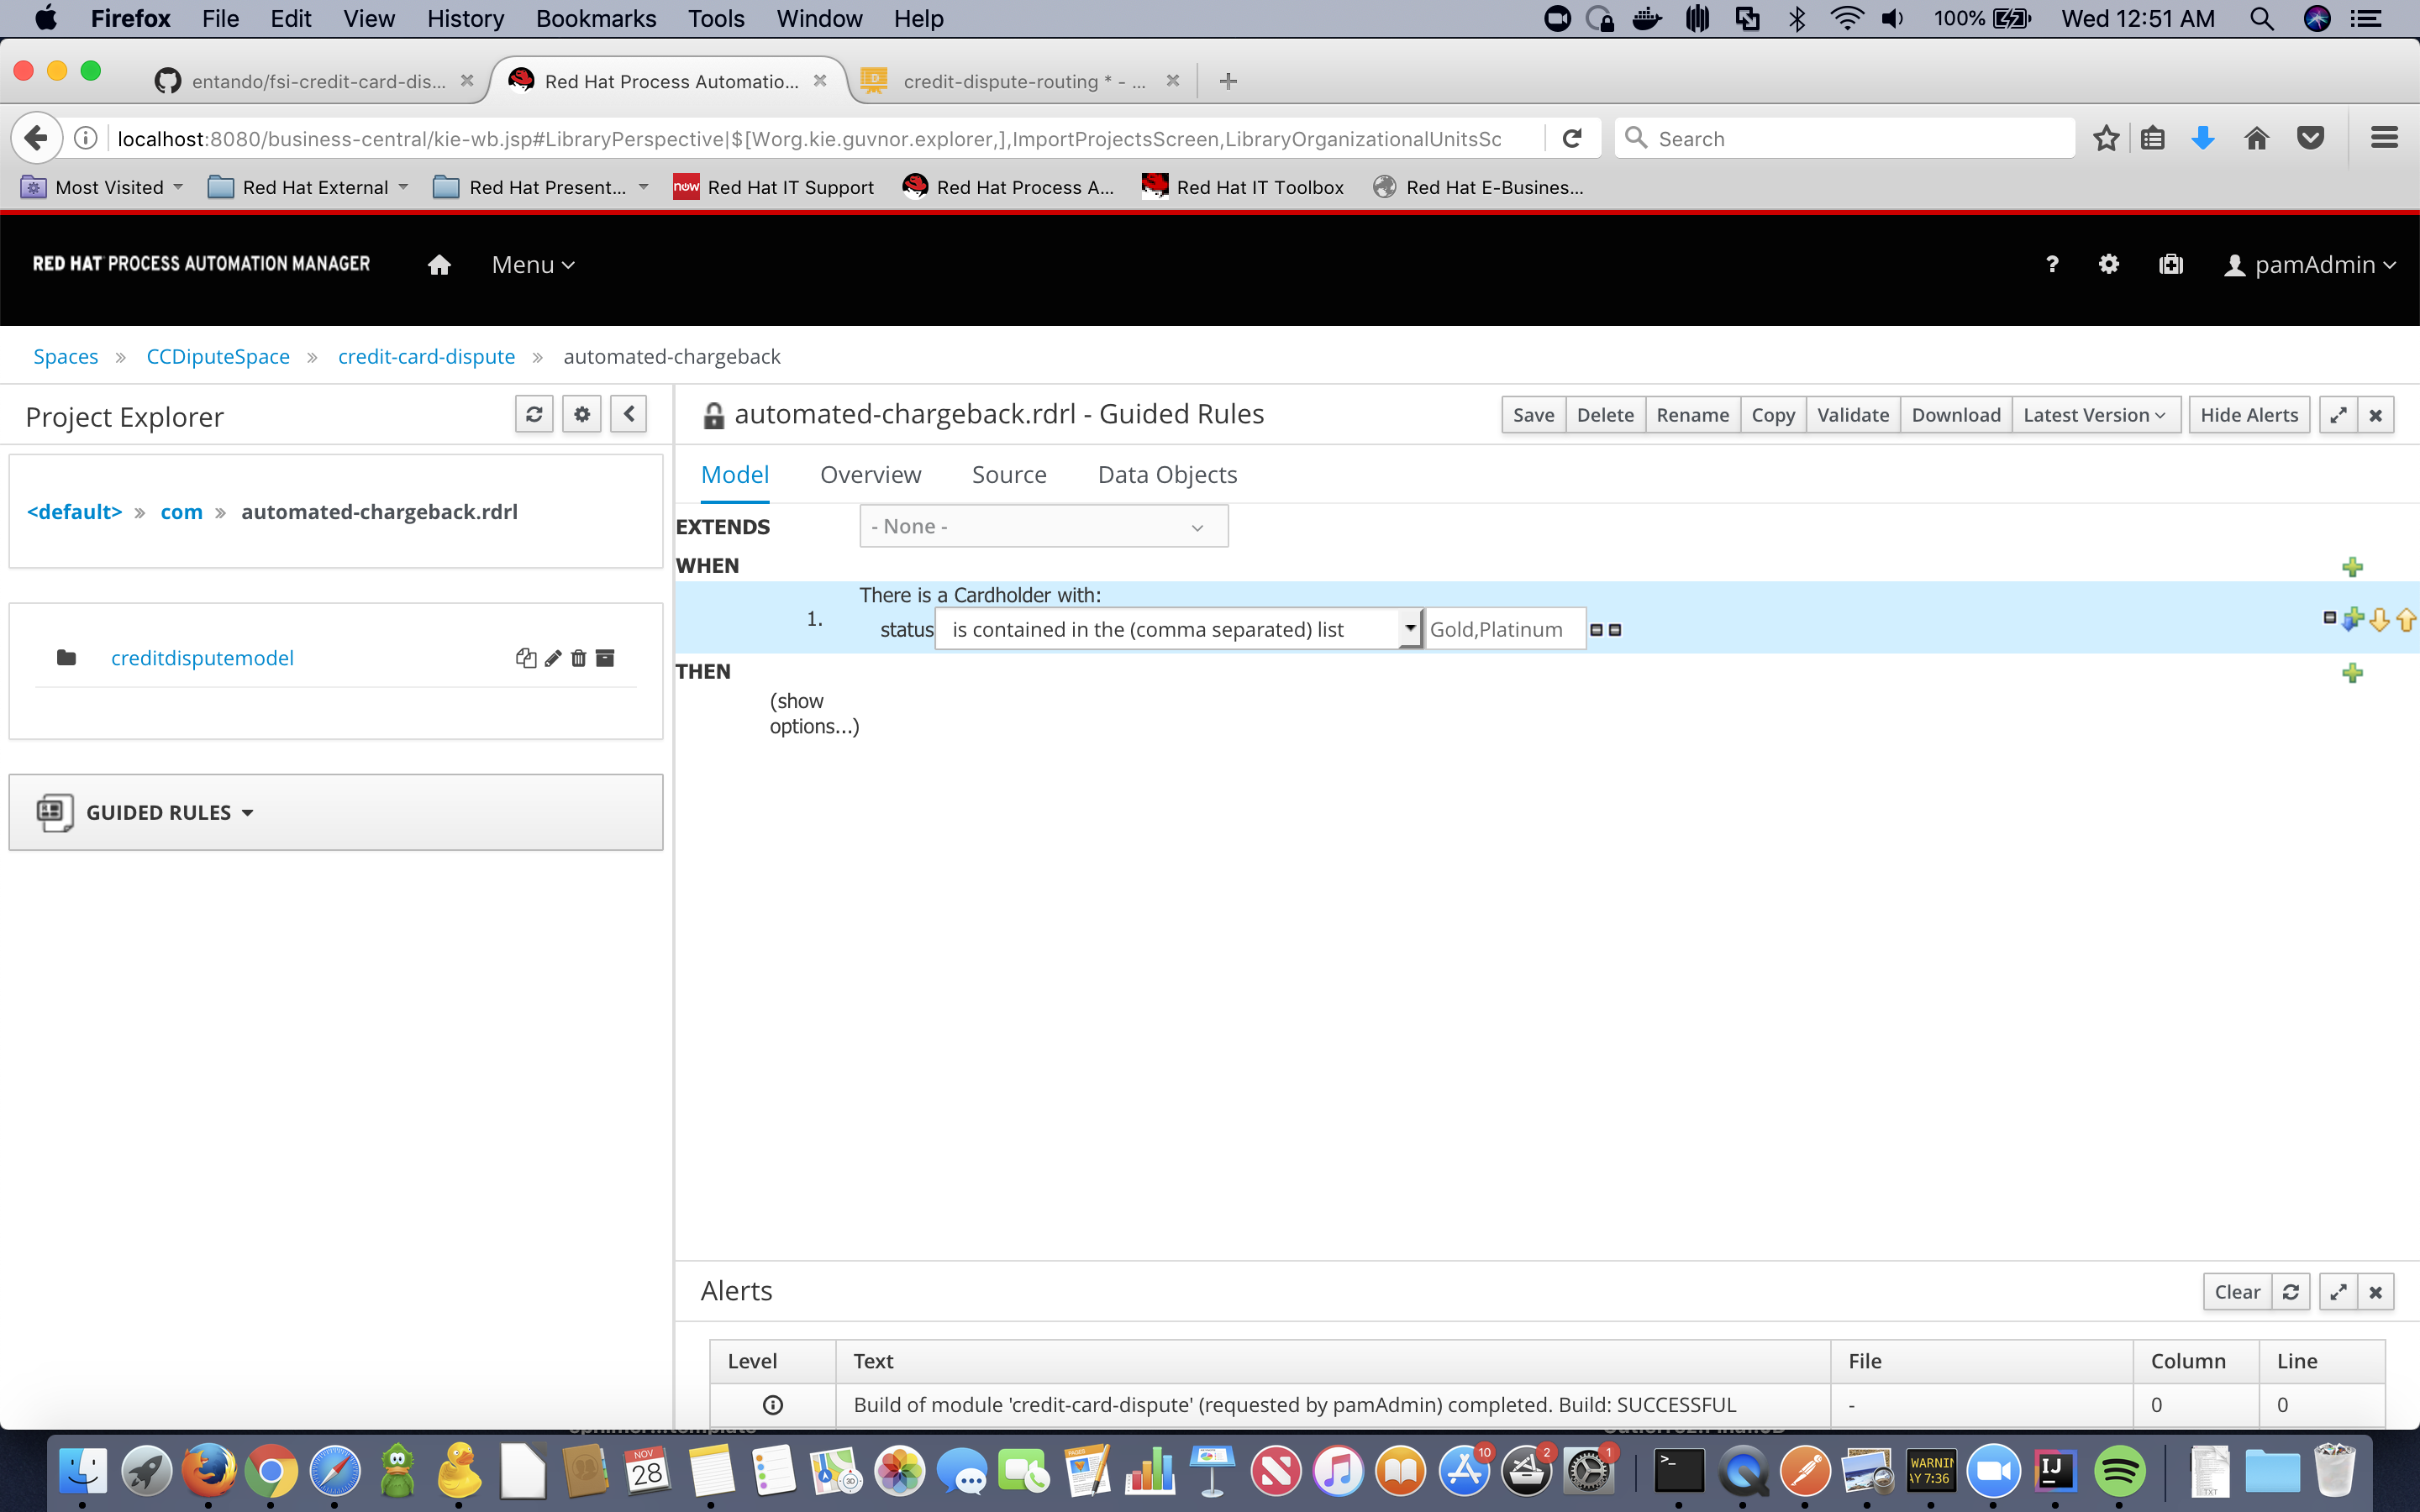 Firefox File Edit View History Bookmarks Tools Window Help 100% Wed 12:51 AM
entando/fsi-credit-card-dis... Red Hat Process Automatio... credit-dispute-routing * - ...
localhost:8080/business-central/kie-wb.jsp#LibraryPerspective|$[Worg.kie.guvnor.explorer,],ImportProjectsScreen,LibraryOrganizationalUnitsSc Search
Most Visited Red Hat External Red Hat Present... now Red Hat IT Support Red Hat Process A... Red Hat IT Toolbox Red Hat E-Busines...
RED HAT PROCESS AUTOMATION MANAGER Menu ? pamAdmin
Spaces » CCDiputeSpace » credit-card-dispute » automated-chargeback
Project Explorer
<default> » com » automated-chargeback.rdrl
creditdisputemodel
GUIDED RULES
automated-chargeback.rdrl - Guided Rules Save Delete Rename Copy Validate Download Latest Version Hide Alerts
Model Overview Source Data Objects
EXTENDS - None -
WHEN
There is a Cardholder with:
1. status is contained in the (comma separated) list Gold,Platinum
THEN
(show
options...)
Alerts Clear
Level Text File Column Line
Build of module 'credit-card-dispute' (requested by pamAdmin) completed. Build: SUCCESSFUL - 0 0
NOV
28
3D
PAGES
10
2
1
>_
WARNIN
AY 7:36
IJ
TXT